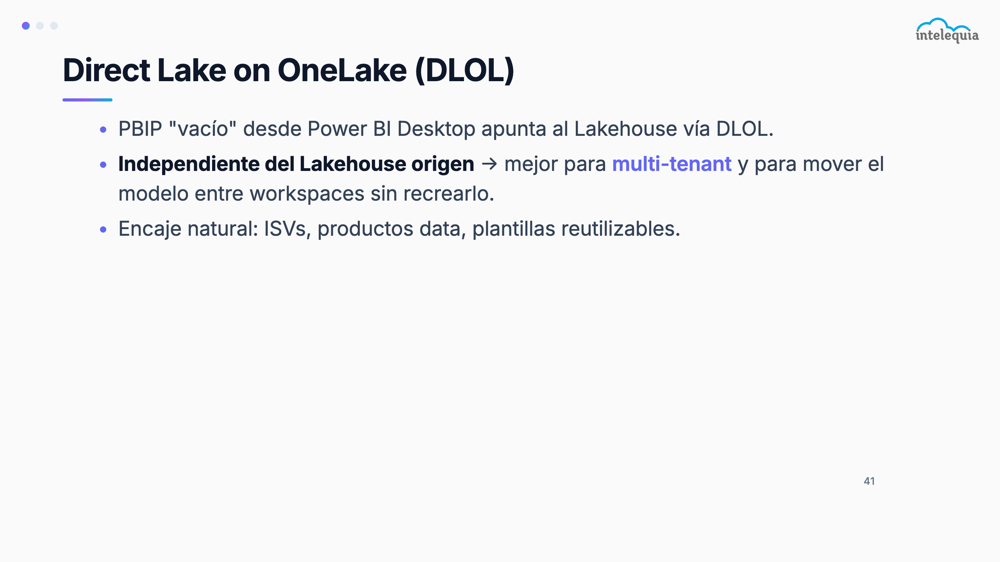 intelequia
Direct Lake on OneLake (DLOL)
• PBIP "vacío" desde Power BI Desktop apunta al Lakehouse vía DLOL.
• Independiente del Lakehouse origen → mejor para multi-tenant y para mover el
modelo entre workspaces sin recrearlo.
• Encaje natural: ISVs, productos data, plantillas reutilizables.
41